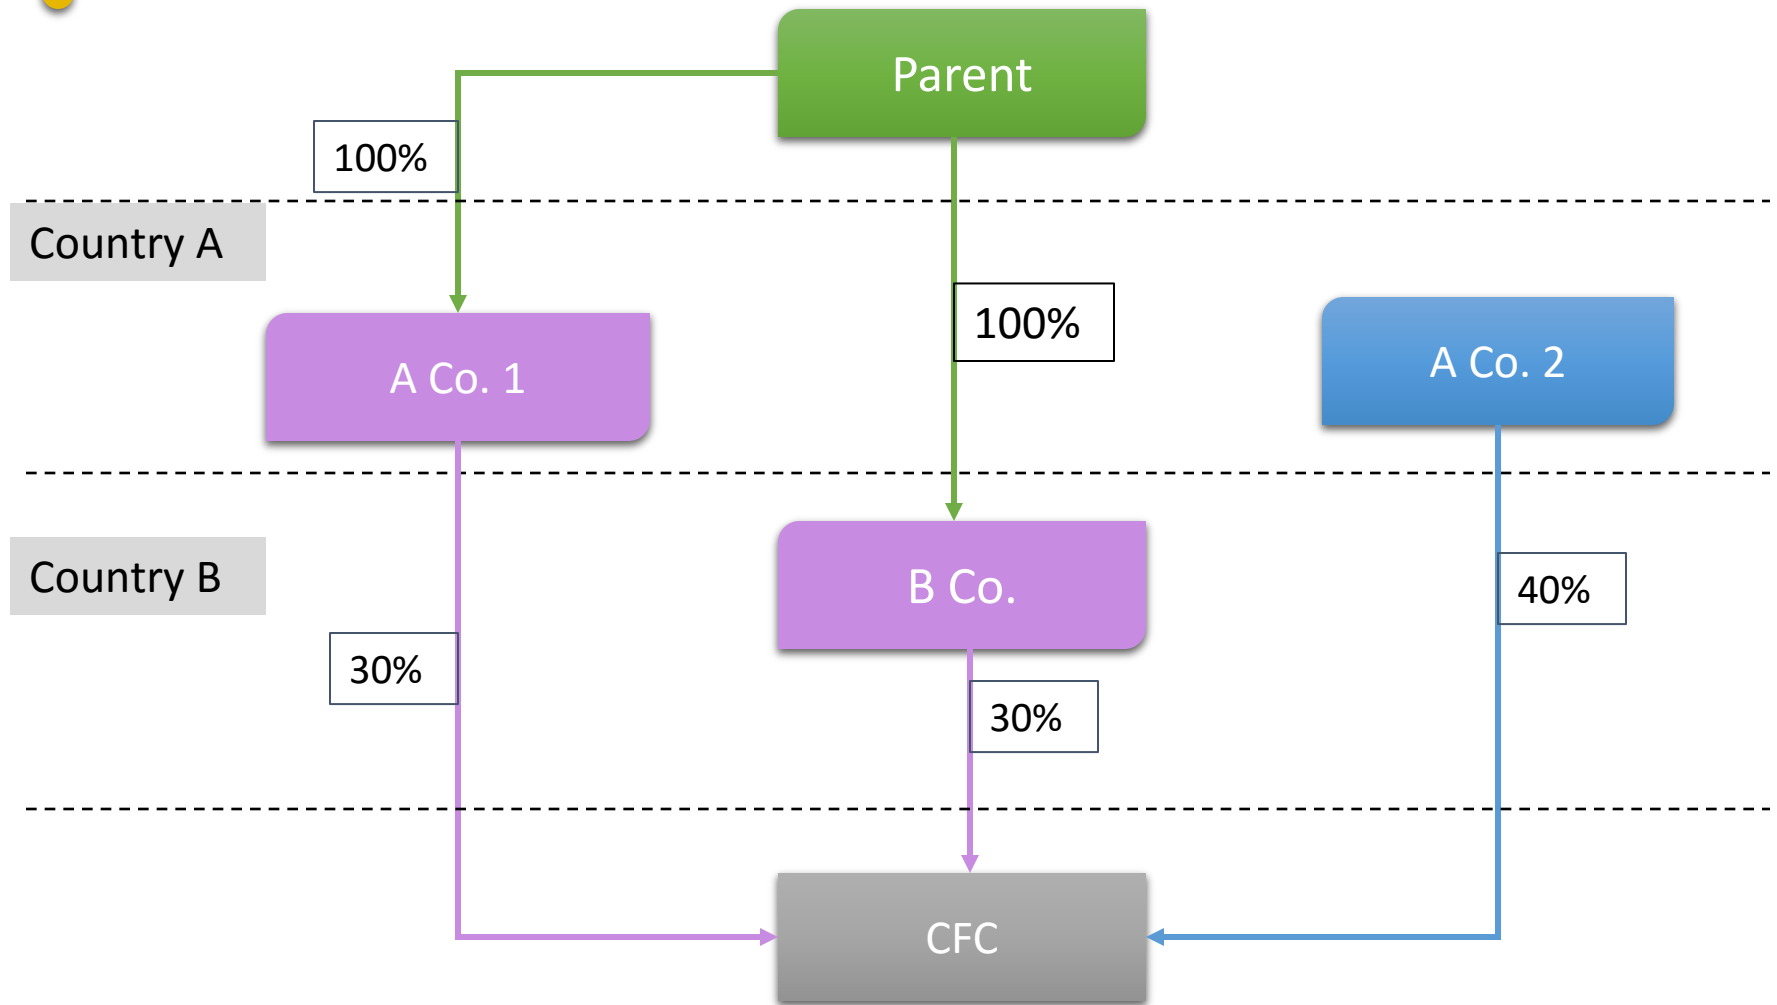 Parent
100%
Country A
100%
A Co. 1
A Co. 2
Country B
B Co.
40%
30%
30%
CFC